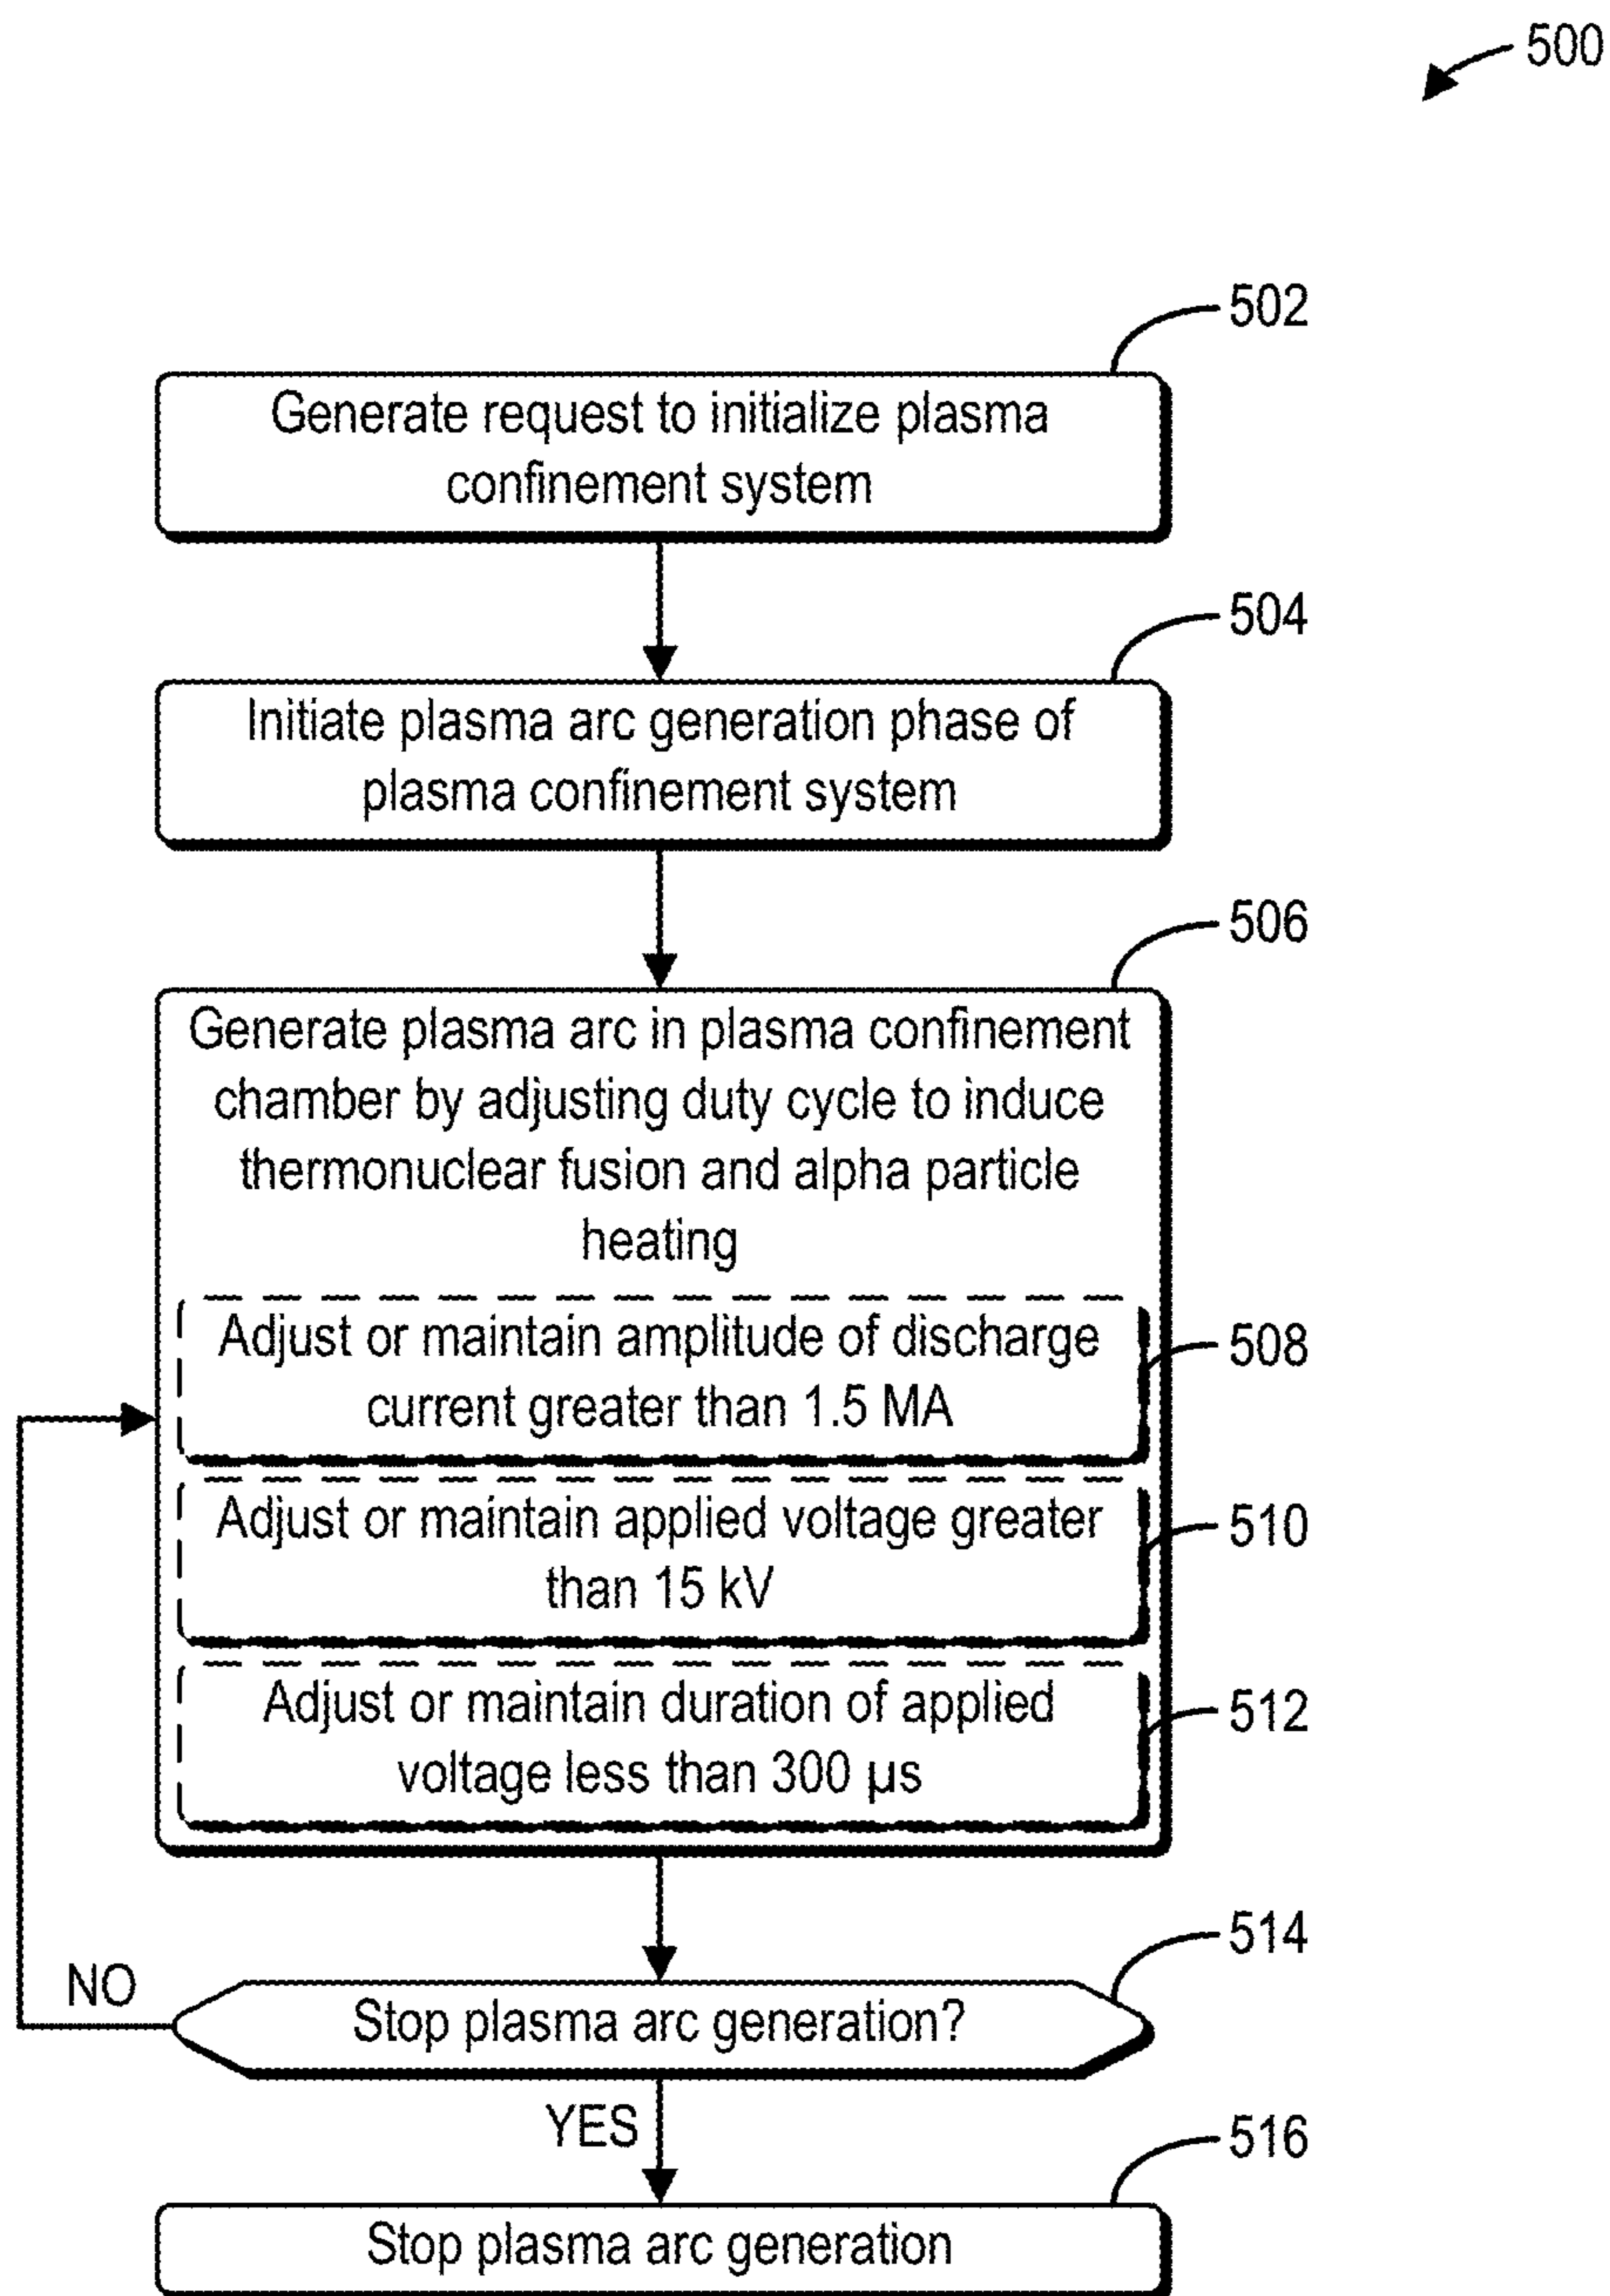 500
502
Generate request to initialize plasma
confinement system
504
Initiate plasma arc generation phase of
plasma confinement system
506
Generate plasma arc in plasma confinement
chamber by adjusting duty cycle to induce
thermonuclear fusion and alpha particle
heating
Adjust or maintain amplitude of discharge
current greater than 1.5 MA
508
Adjust or maintain applied voltage greater
than 15 kV
510
Adjust or maintain duration of applied
voltage less than 300 µs
512
514
NO
Stop plasma arc generation?
YES
516
Stop plasma arc generation